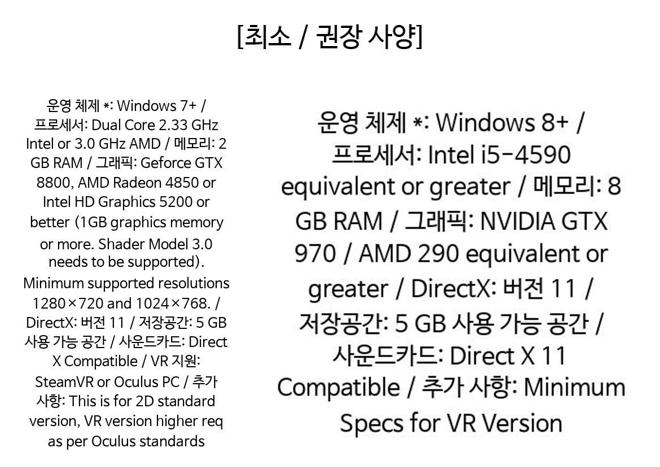 [최소 / 권장 사양]
운영 체제 *: Windows 7+ /
프로세서: Dual Core 2.33 GHz
Intel or 3.0 GHz AMD / 메모리: 2
GB RAM / 그래픽: Geforce GTX
8800, AMD Radeon 4850 or
Intel HD Graphics 5200 or
better (1GB graphics memory
or more. Shader Model 3.0
needs to be supported).
Minimum supported resolutions
1280×720 and 1024×768. /
DirectX: 버전 11 / 저장공간: 5 GB
사용 가능 공간 / 사운드카드: Direct
X Compatible / VR 지원:
SteamVR or Oculus PC / 추가
사항: This is for 2D standard
version, VR version higher req
as per Oculus standards
운영 체제 *: Windows 8+ /
프로세서: Intel i5-4590
equivalent or greater / 메모리: 8
GB RAM / 그래픽: NVIDIA GTX
970 / AMD 290 equivalent or
greater / DirectX: 버전 11 /
저장공간: 5 GB 사용 가능 공간 /
사운드카드: Direct X 11
Compatible / 추가 사항: Minimum
Specs for VR Version